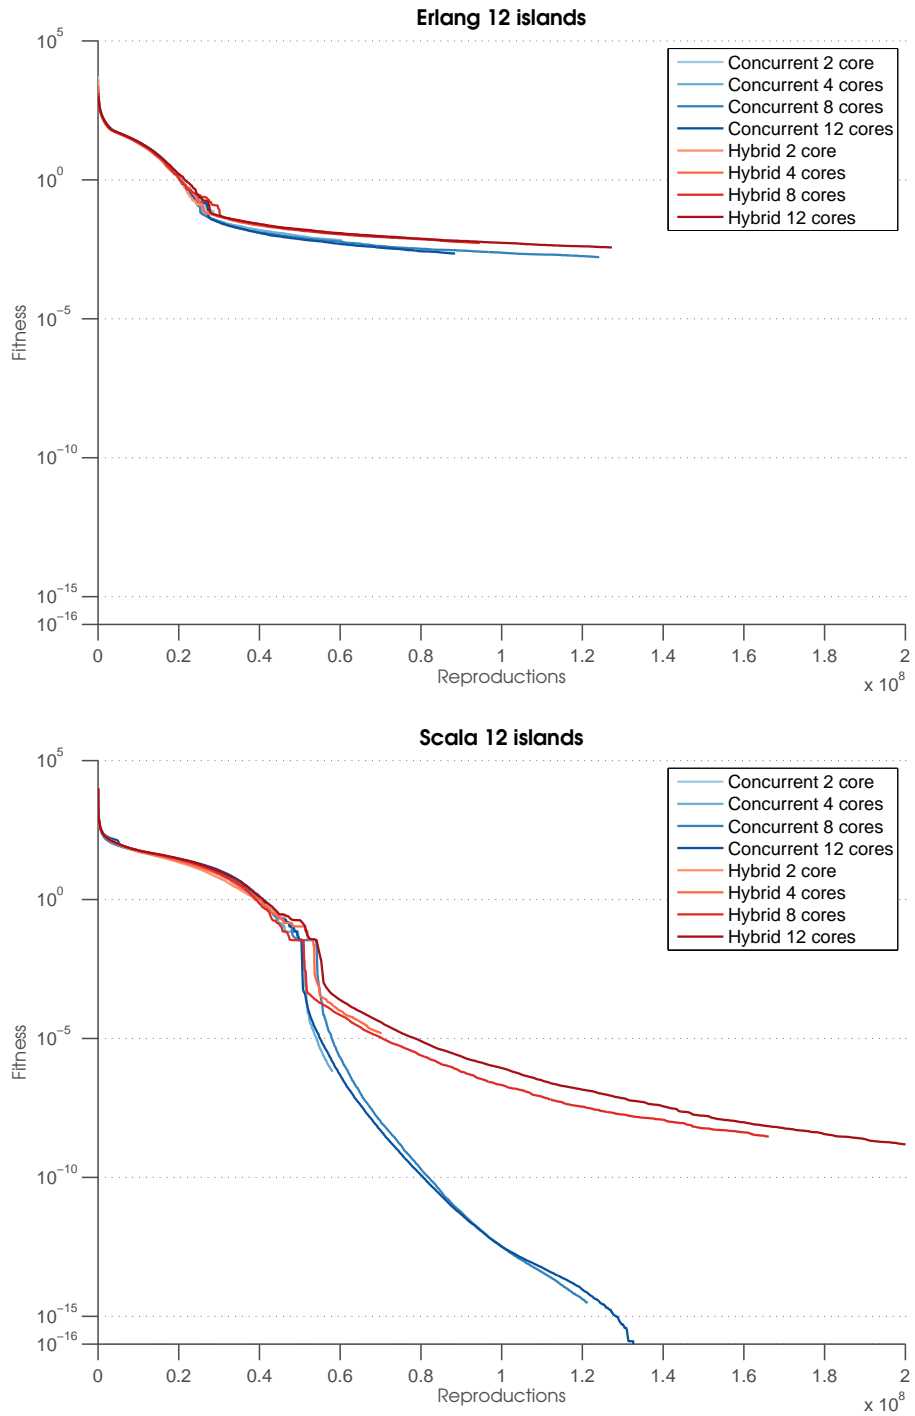 Erlang 12 islands
10^5
10^0
10^−5
10^−10
10^−15
10^−16
Fitness
Concurrent 2 core
Concurrent 4 cores
Concurrent 8 cores
Concurrent 12 cores
Hybrid 2 core
Hybrid 4 cores
Hybrid 8 cores
Hybrid 12 cores
0 0.2 0.4 0.6 0.8 1 1.2 1.4 1.6 1.8 2
Reproductions
x 10^8
Scala 12 islands
10^5
10^0
10^−5
10^−10
10^−15
10^−16
Fitness
Concurrent 2 core
Concurrent 4 cores
Concurrent 8 cores
Concurrent 12 cores
Hybrid 2 core
Hybrid 4 cores
Hybrid 8 cores
Hybrid 12 cores
0 0.2 0.4 0.6 0.8 1 1.2 1.4 1.6 1.8 2
Reproductions
x 10^8